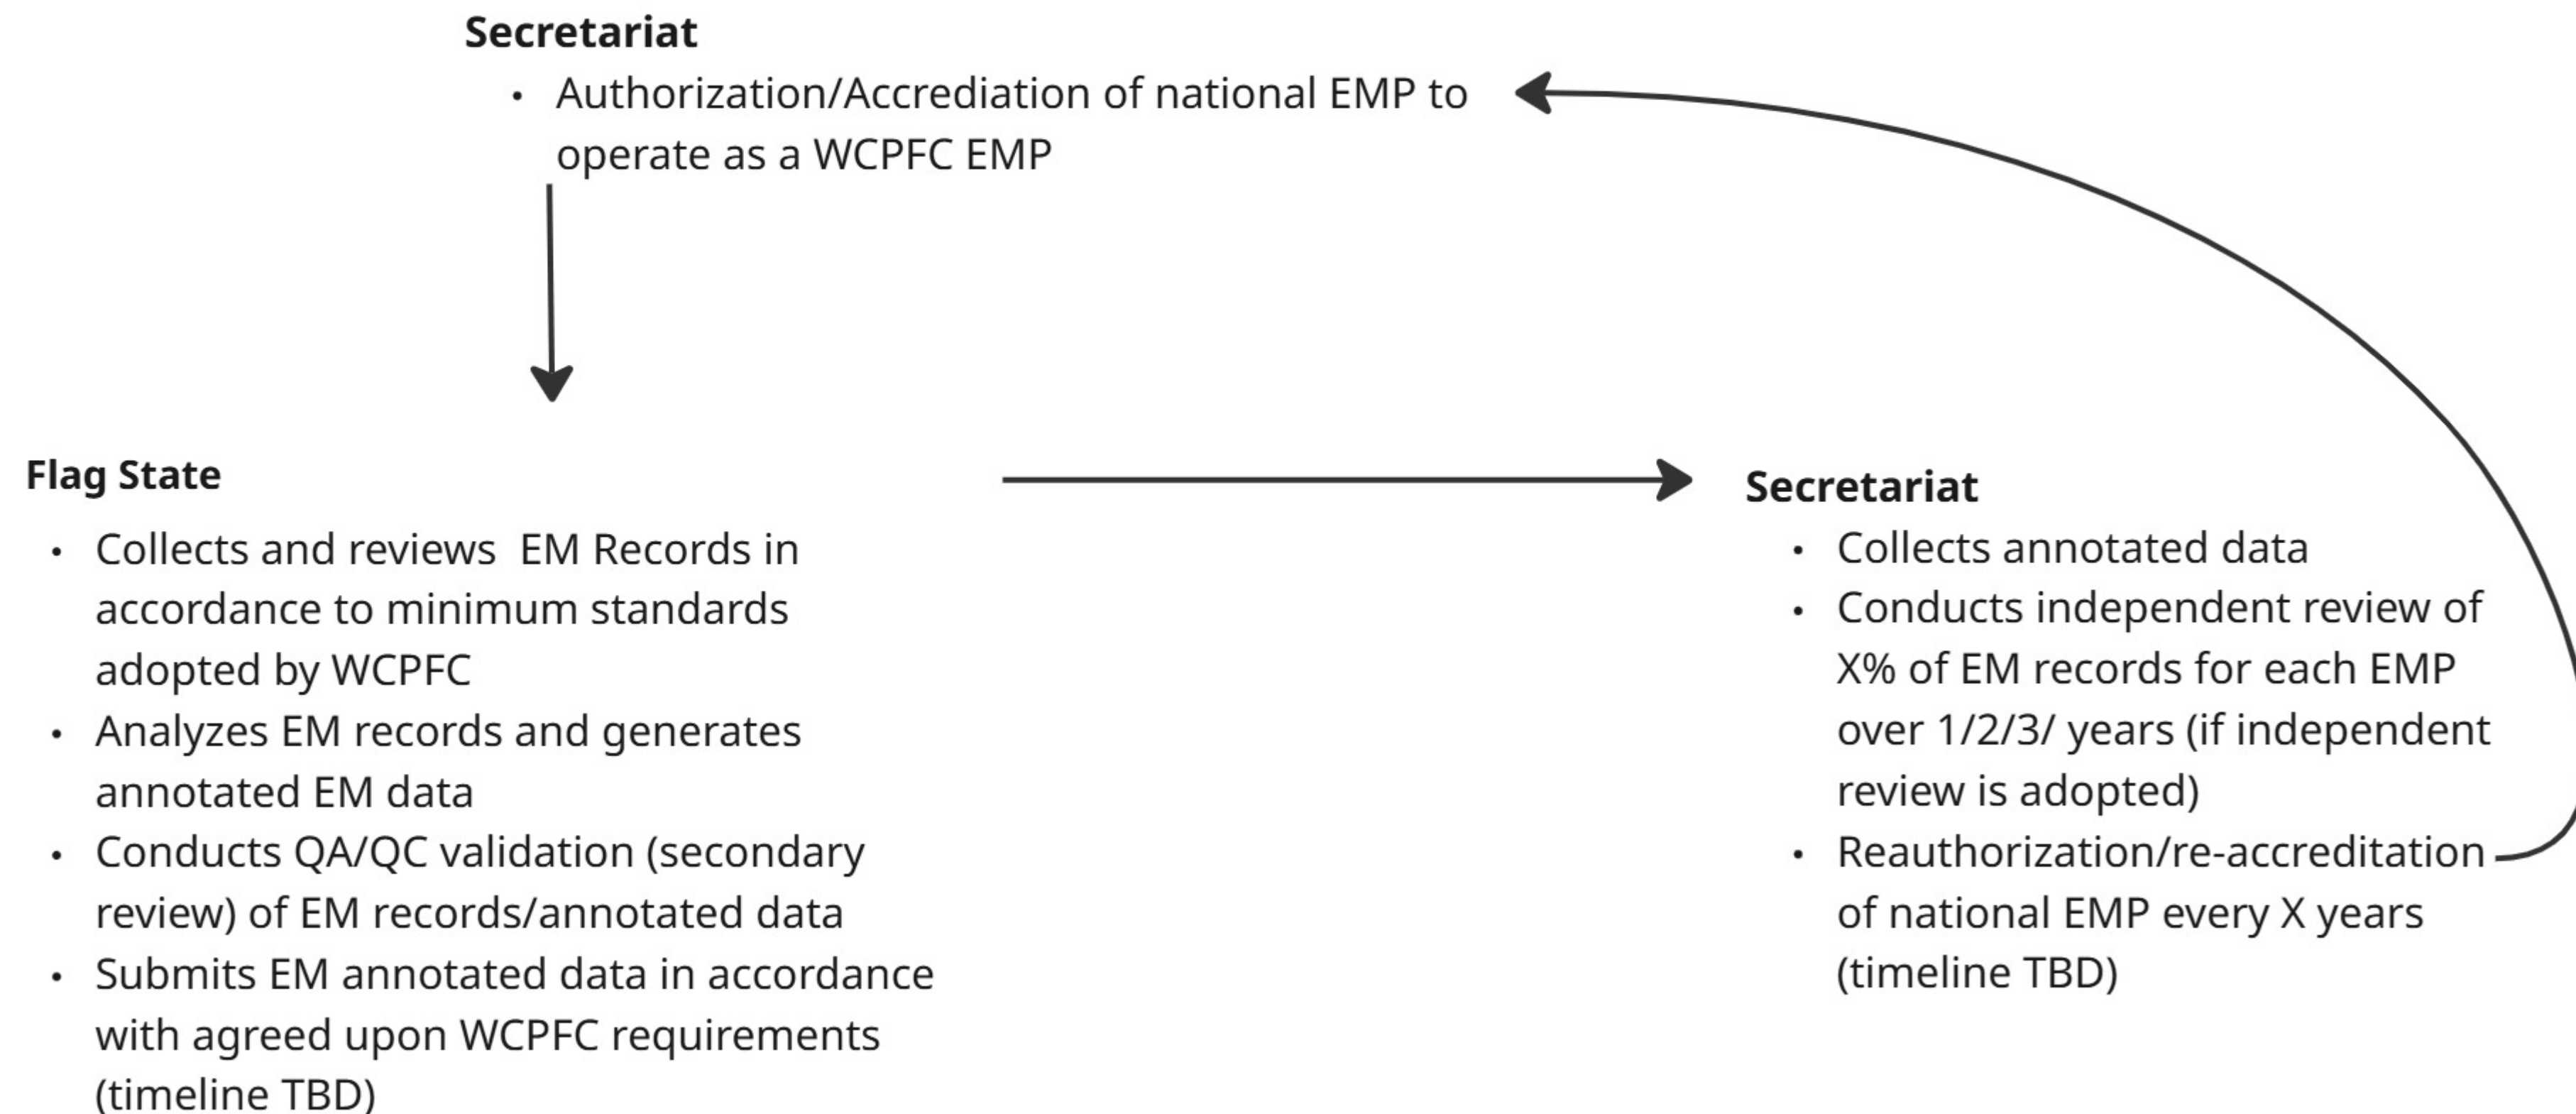 Secretariat
• Authorization/Accrediation of national EMP to
operate as a WCPFC EMP
Flag State
• Collects and reviews  EM Records in
accordance to minimum standards
adopted by WCPFC
• Analyzes EM records and generates
annotated EM data
• Conducts QA/QC validation (secondary
review) of EM records/annotated data
• Submits EM annotated data in accordance
with agreed upon WCPFC requirements
(timeline TBD)
Secretariat
• Collects annotated data
• Conducts independent review of
X% of EM records for each EMP
over 1/2/3/ years (if independent
review is adopted)
• Reauthorization/re-accreditation
of national EMP every X years
(timeline TBD)